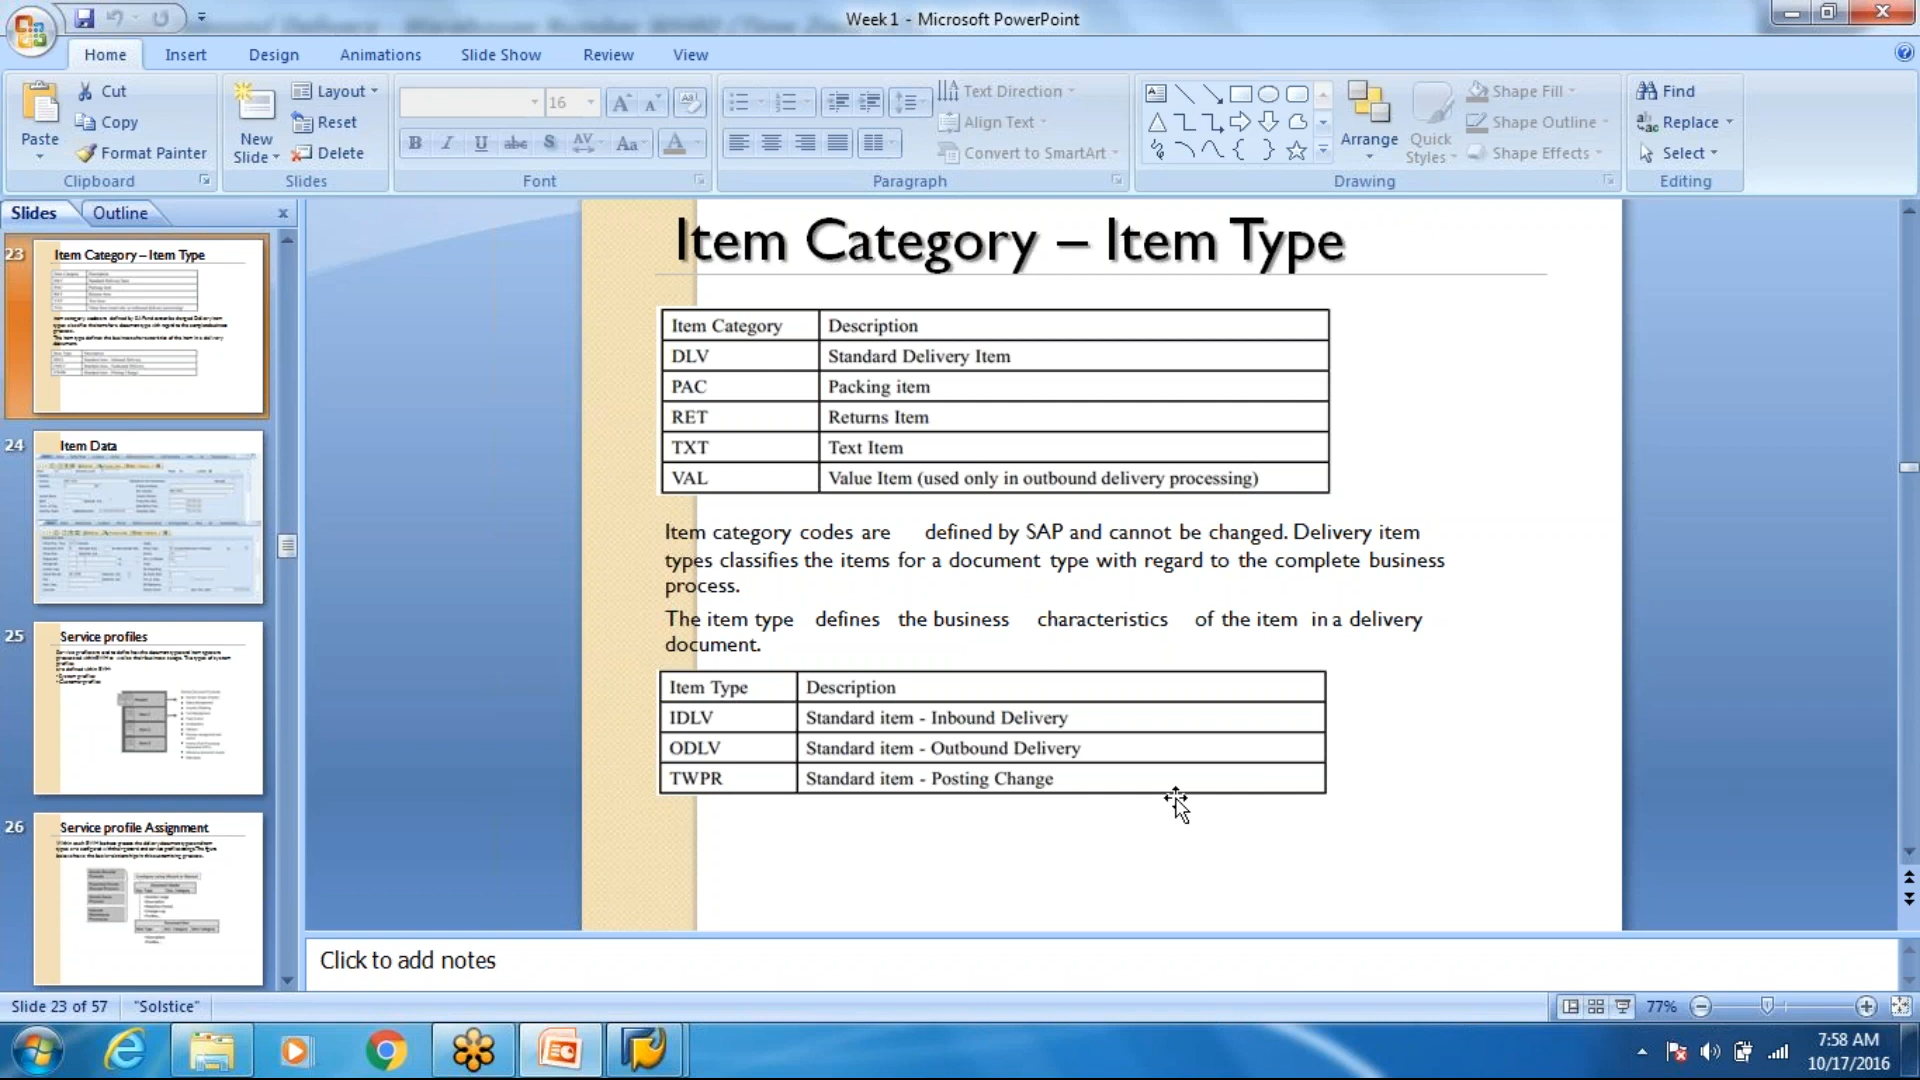 Week 1 - Microsoft PowerPoint
Home Insert Design Animations Slide Show Review View
Paste
Cut
Copy
Format Painter
Clipboard
New
Slide
Layout
Reset
Delete
Slides
16
B I U abc S AV Aa A
Font
Text Direction
Align Text
Convert to SmartArt
Paragraph
Arrange
Quick
Styles
Shape Fill
Shape Outline
Shape Effects
Drawing
Find
Replace
Select
Editing
Slides Outline x
23
Item Category – Item Type
24
Item Data
25
Service profiles
26
Service profile Assignment
Item Category – Item Type
Item Category Description
DLV Standard Delivery Item
PAC Packing item
RET Returns Item
TXT Text Item
VAL Value Item (used only in outbound delivery processing)
Item category codes are defined by SAP and cannot be changed. Delivery item
types classifies the items for a document type with regard to the complete business
process.
The item type defines the business characteristics of the item in a delivery
document.
Item Type Description
IDLV Standard item - Inbound Delivery
ODLV Standard item - Outbound Delivery
TWPR Standard item - Posting Change
Click to add notes
Slide 23 of 57 "Solstice" 77%
7:58 AM
10/17/2016